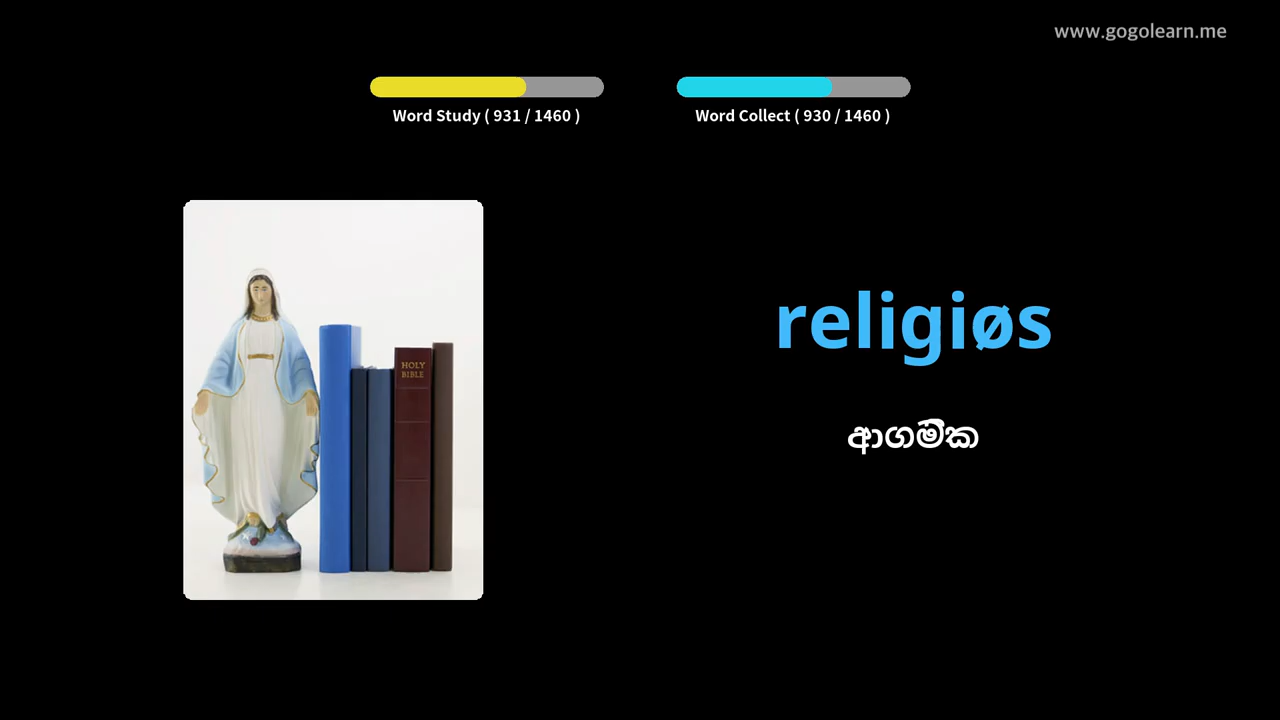 www.gogolearn.me
Word Study ( 931 / 1460 )
Word Collect ( 930 / 1460 )
HOLY
BIBLE
religiøs
ආගමික